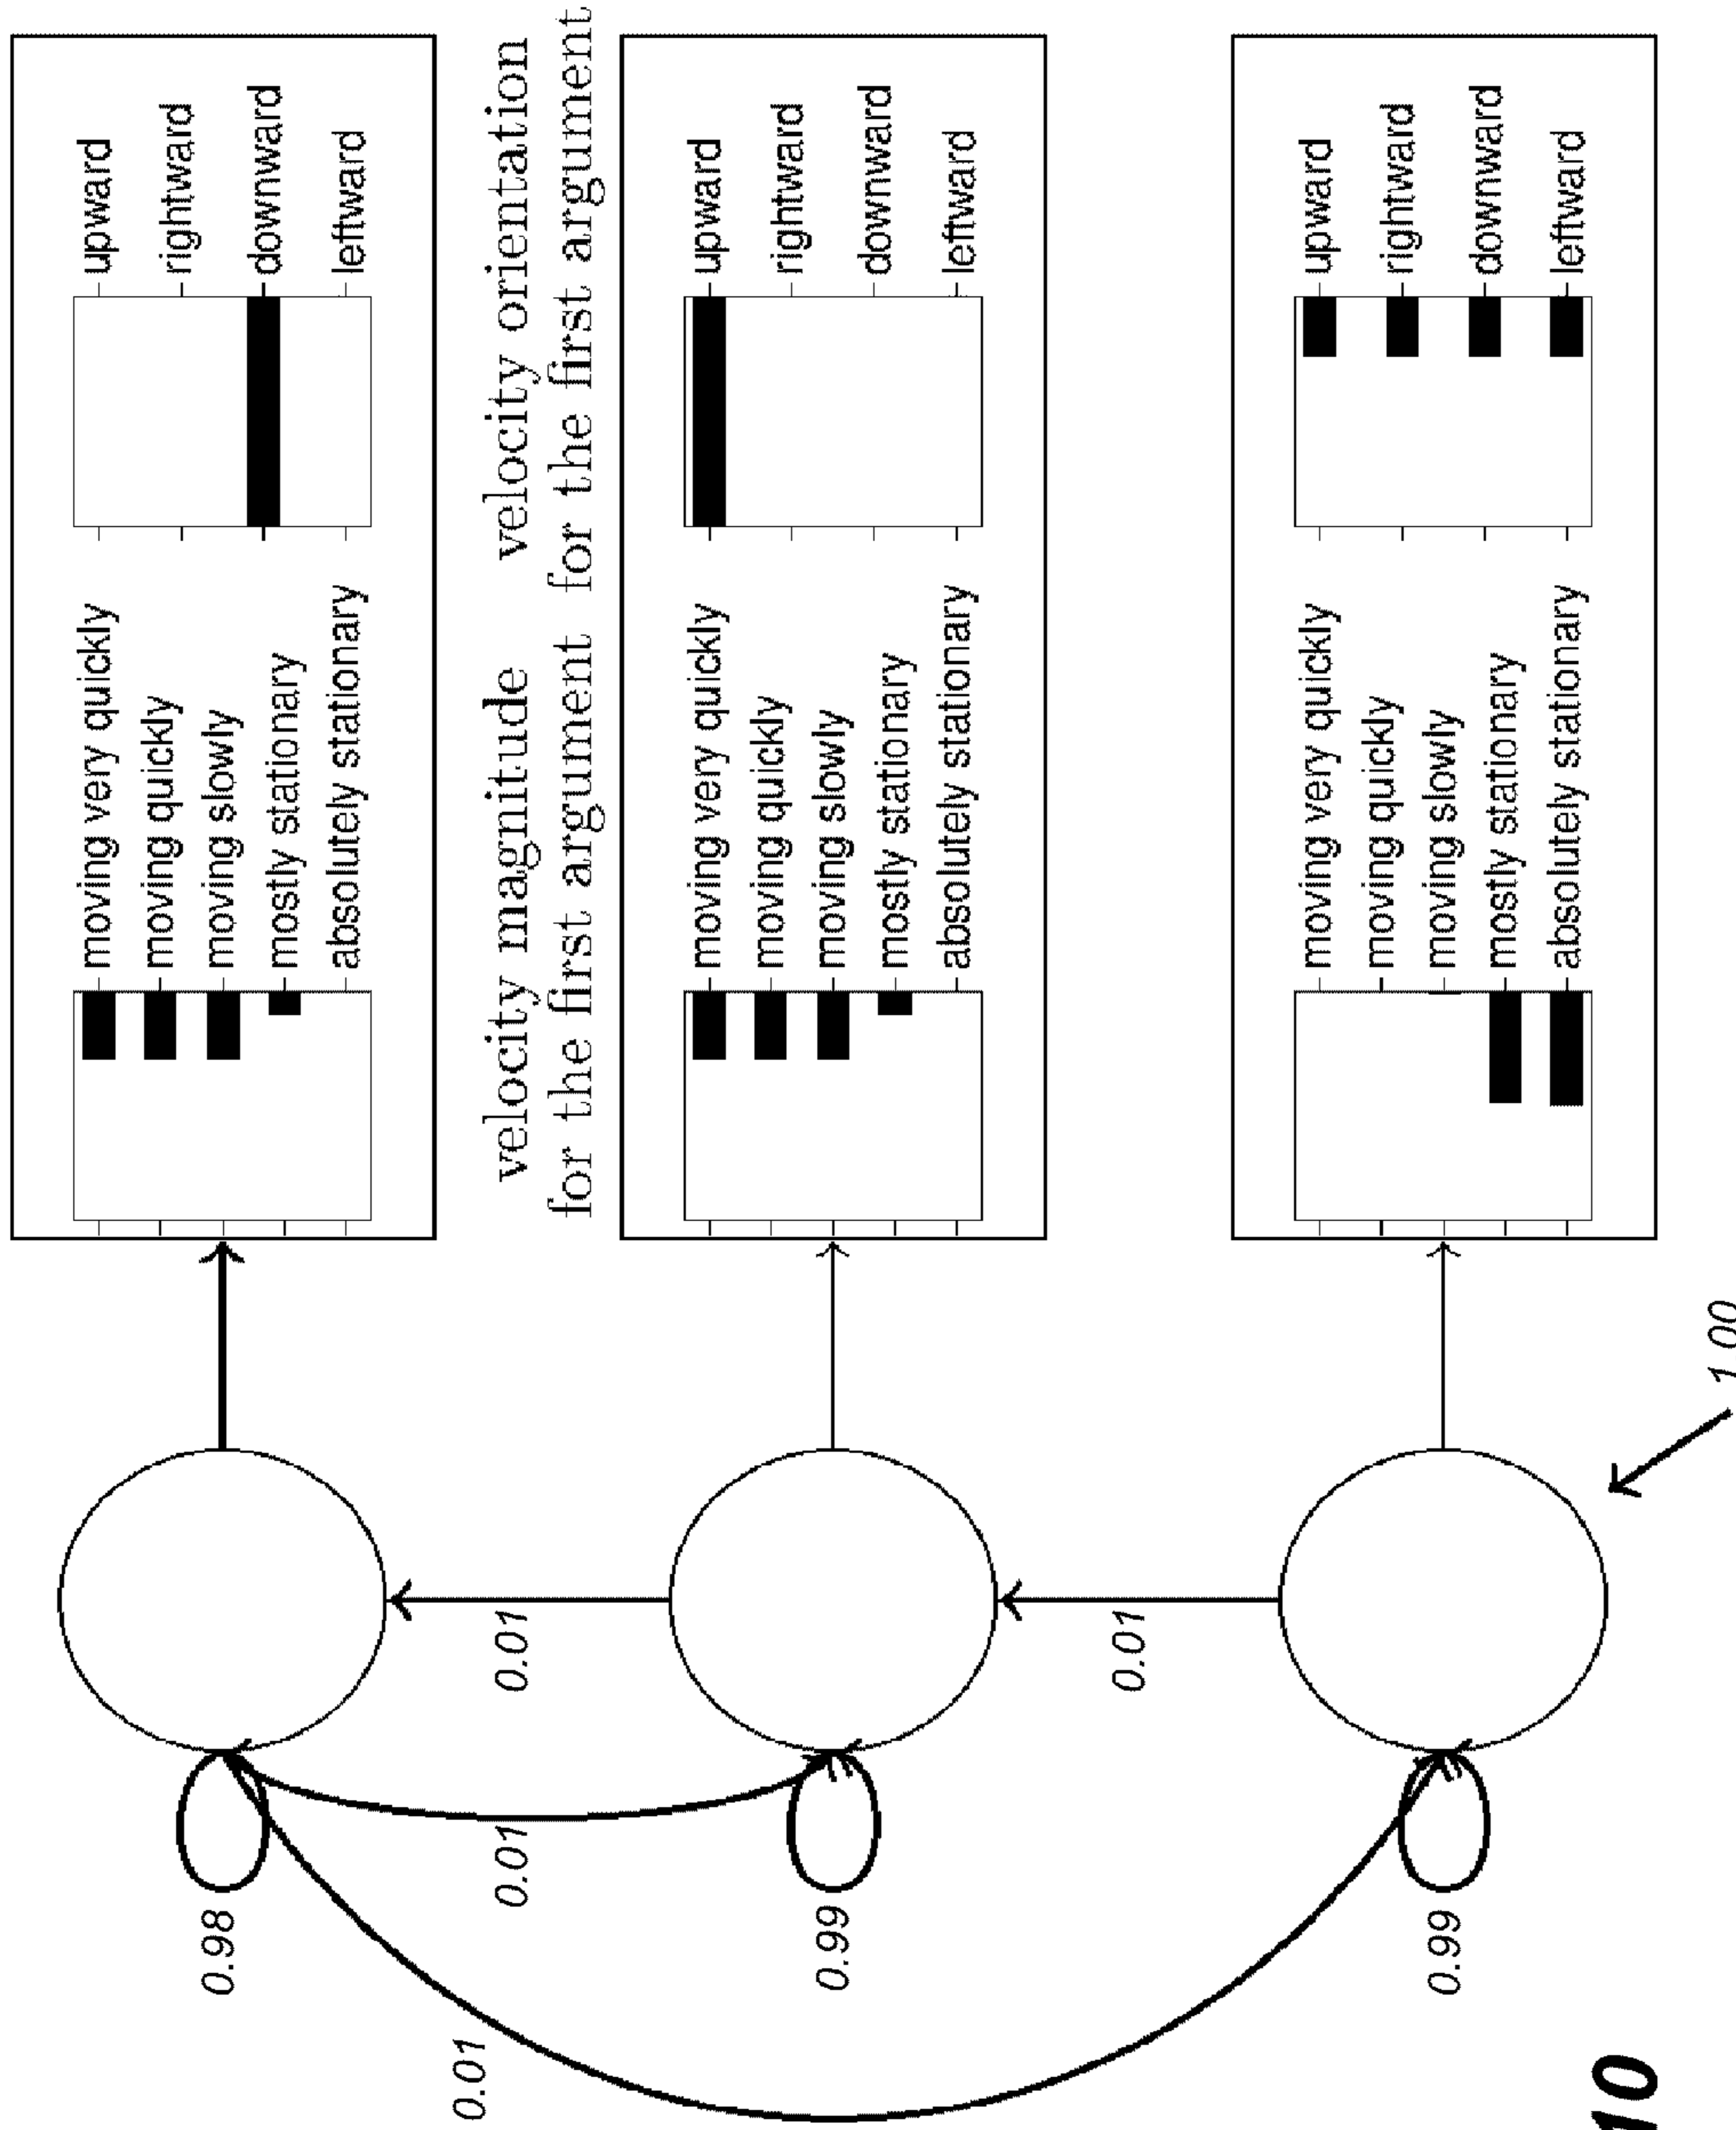 moving very quickly
moving quickly
moving slowly
mostly stationary
absolutely stationary
upward
rightward
downward
leftward
velocity magnitude
for the first argument
velocity orientation
for the first argument
moving very quickly
moving quickly
moving slowly
mostly stationary
absolutely stationary
upward
rightward
downward
leftward
moving very quickly
moving quickly
moving slowly
mostly stationary
absolutely stationary
upward
rightward
downward
leftward
0.98
0.01
0.01
0.01
0.99
0.01
0.99
1.00
10